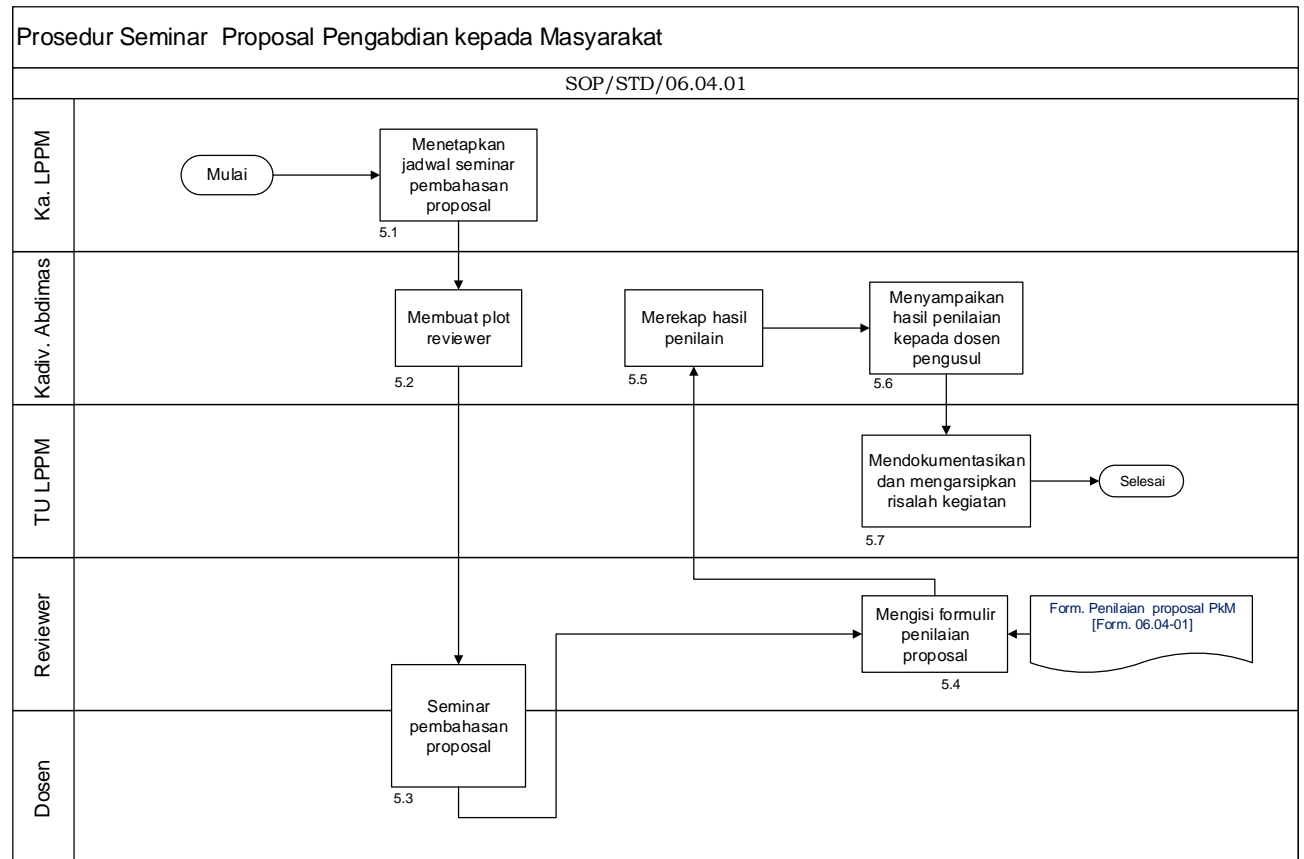 Prosedur Seminar  Proposal Pengabdian kepada Masyarakat
SOP/STD/06.04.01
Ka. LPPM
Mulai
Menetapkan
jadwal seminar
pembahasan
proposal
5.1
Kadiv. Abdimas
Membuat plot
reviewer
5.2
Merekap hasil
penilain
5.5
Menyampaikan
hasil penilaian
kepada dosen
pengusul
5.6
TU LPPM
Mendokumentasikan
dan mengarsipkan
risalah kegiatan
5.7
Selesai
Reviewer
Mengisi formulir
penilaian
proposal
5.4
Form. Penilaian  proposal PkM
[Form. 06.04-01]
Seminar
pembahasan
proposal
5.3
Dosen